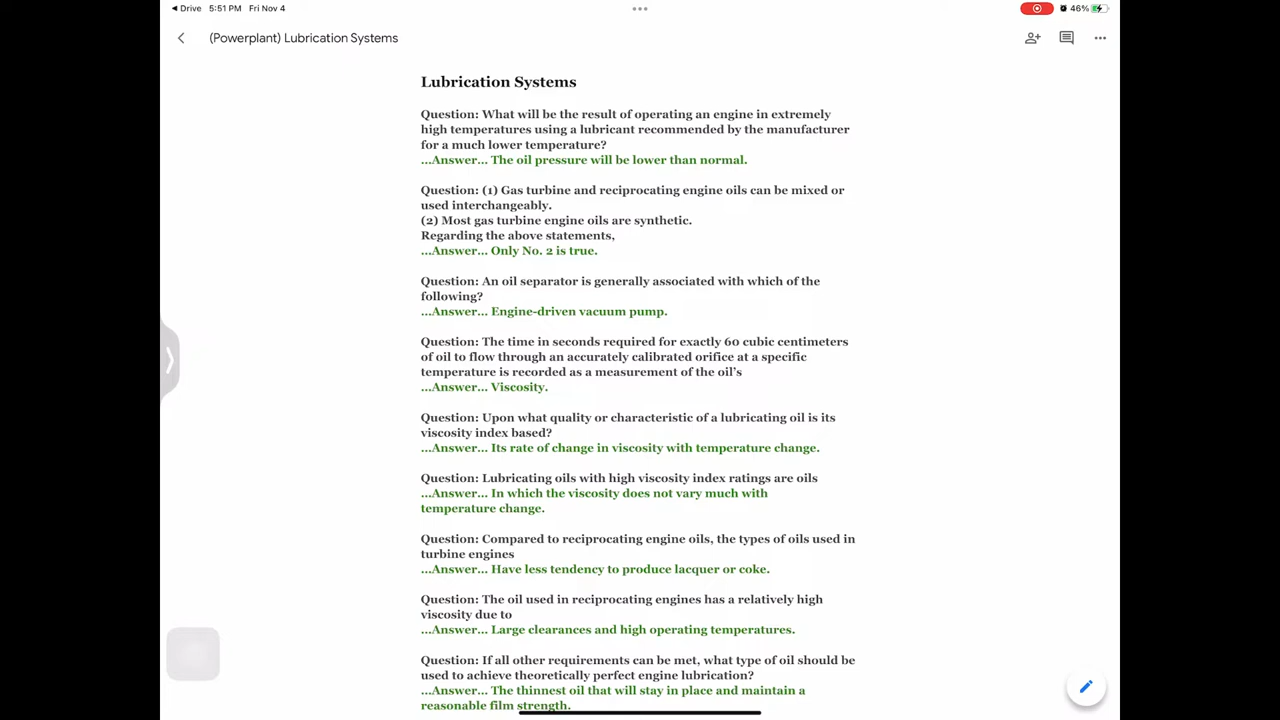 Drive 5:51 PM Fri Nov 4
46%
(Powerplant) Lubrication Systems
Lubrication Systems
Question: What will be the result of operating an engine in extremely
high temperatures using a lubricant recommended by the manufacturer
for a much lower temperature?
...Answer... The oil pressure will be lower than normal.
Question: (1) Gas turbine and reciprocating engine oils can be mixed or
used interchangeably.
(2) Most gas turbine engine oils are synthetic.
Regarding the above statements,
...Answer... Only No. 2 is true.
Question: An oil separator is generally associated with which of the
following?
...Answer... Engine-driven vacuum pump.
Question: The time in seconds required for exactly 60 cubic centimeters
of oil to flow through an accurately calibrated orifice at a specific
temperature is recorded as a measurement of the oil's
...Answer... Viscosity.
Question: Upon what quality or characteristic of a lubricating oil is its
viscosity index based?
...Answer... Its rate of change in viscosity with temperature change.
Question: Lubricating oils with high viscosity index ratings are oils
...Answer... In which the viscosity does not vary much with
temperature change.
Question: Compared to reciprocating engine oils, the types of oils used in
turbine engines
...Answer... Have less tendency to produce lacquer or coke.
Question: The oil used in reciprocating engines has a relatively high
viscosity due to
...Answer... Large clearances and high operating temperatures.
Question: If all other requirements can be met, what type of oil should be
used to achieve theoretically perfect engine lubrication?
...Answer... The thinnest oil that will stay in place and maintain a
reasonable film strength.